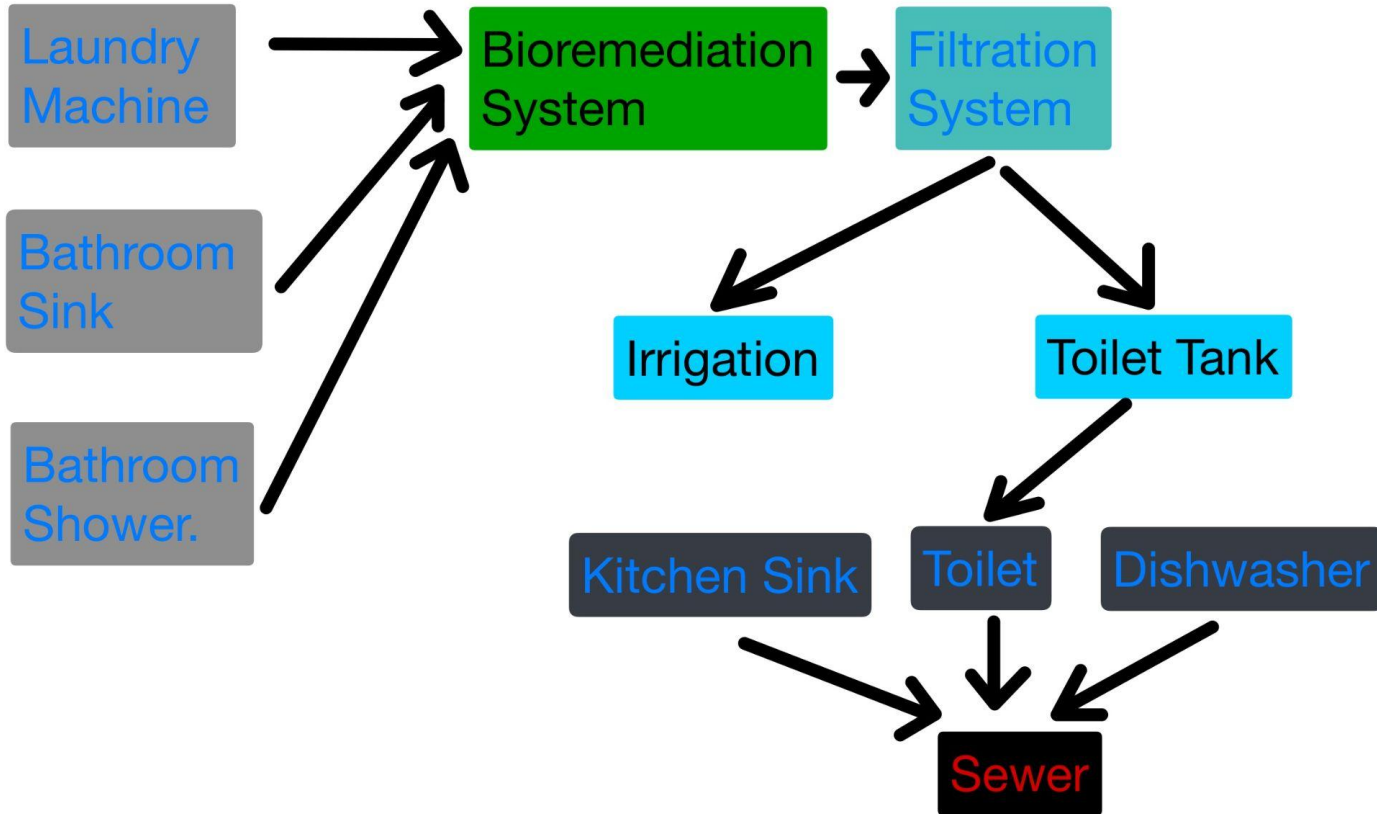 Laundry
Machine
Bioremediation
System
Filtration
System
Bathroom
Sink
Irrigation
Toilet Tank
Bathroom
Shower.
Kitchen Sink
Toilet
Dishwasher
Sewer